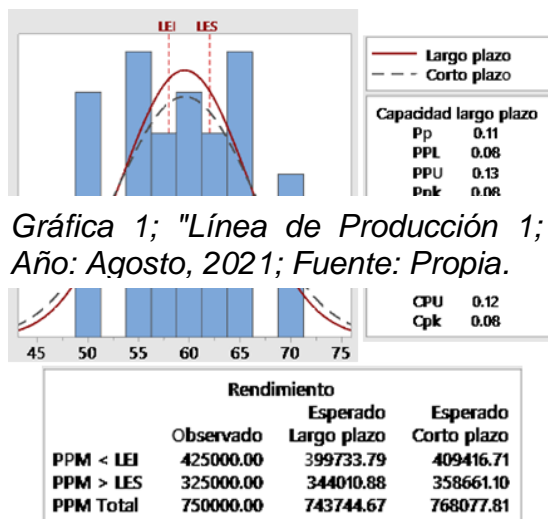 LEI LES
Largo plazo
Corto plazo
Capacidad largo plazo
Pp 0.11
PPL 0.08
PPU 0.13
Ppk 0.08
Gráfica 1; "Línea de Producción 1;
Año: Agosto, 2021; Fuente: Propia.
CPU 0.12
Cpk 0.08
45 50 55 60 65 70 75
Rendimiento
Esperado Esperado
Observado Largo plazo Corto plazo
PPM < LEI 425000.00 399733.79 409416.71
PPM > LES 325000.00 344010.88 358661.10
PPM Total 750000.00 743744.67 768077.81